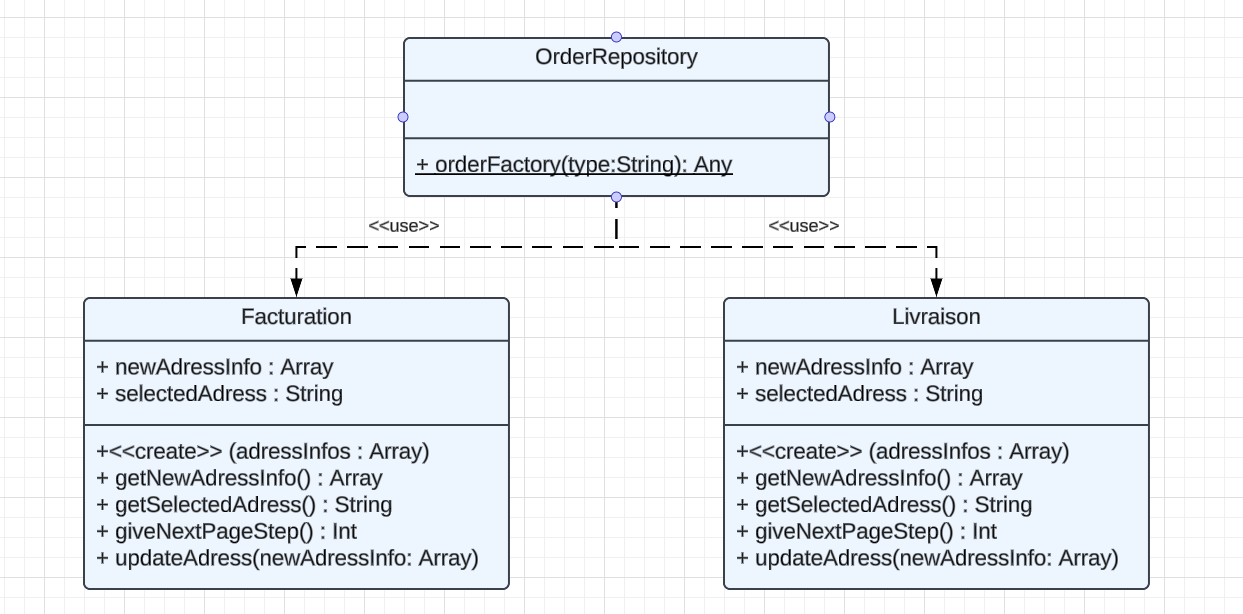 OrderRepository
+ orderFactory(type:String): Any
<<use>>
<<use>>
Facturation
+ newAdressInfo : Array
+ selectedAdress : String
+<<create>> (adressInfos : Array)
+ getNewAdressInfo() : Array
+ getSelectedAdress() : String
+ giveNextPageStep() : Int
+ updateAdress(newAdressInfo: Array)
Livraison
+ newAdressInfo : Array
+ selectedAdress : String
+<<create>> (adressInfos : Array)
+ getNewAdressInfo() : Array
+ getSelectedAdress() : String
+ giveNextPageStep() : Int
+ updateAdress(newAdressInfo: Array)